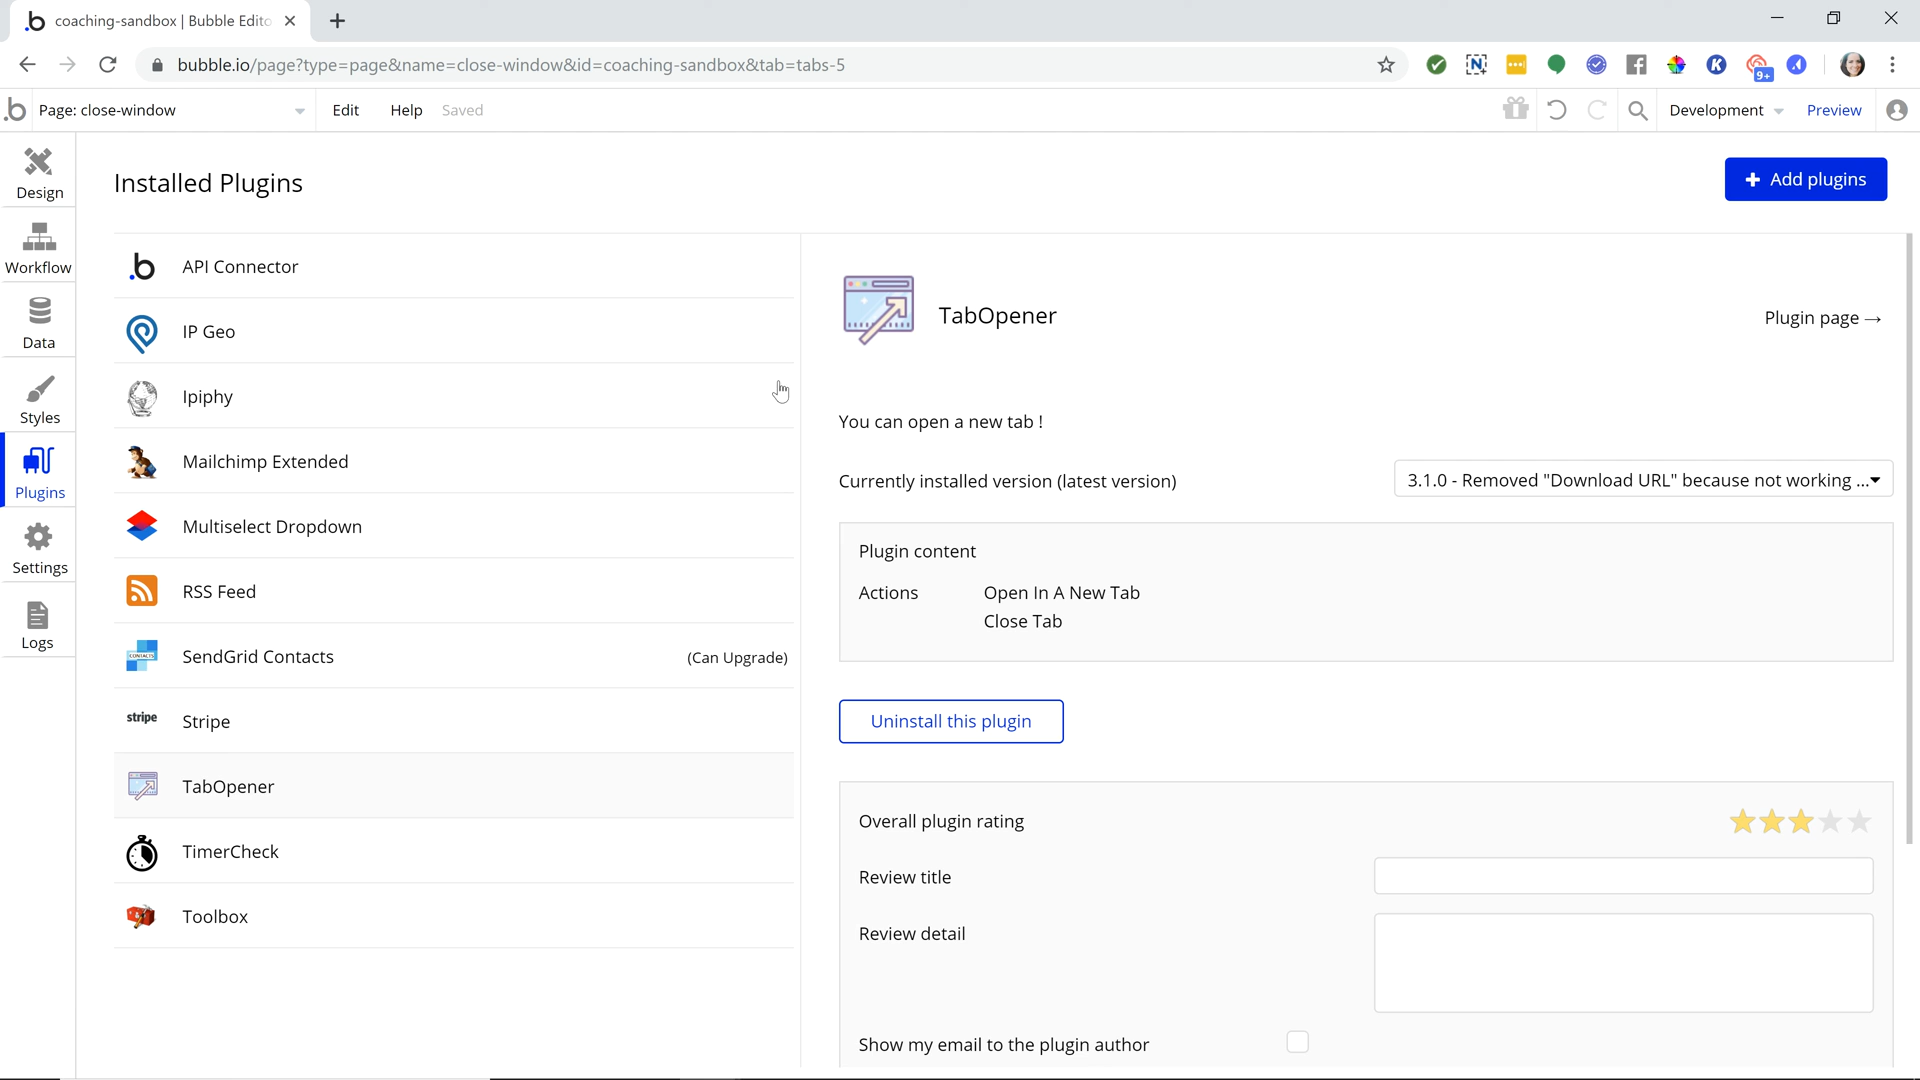 coaching-sandbox | Bubble Edito
bubble.io/page?type=page&name=close-window&id=coaching-sandbox&tab=tabs-5
9+
Page: close-window
Edit
Help
Saved
Development
Preview
Design
Workflow
Data
Styles
Plugins
Settings
Logs
Installed Plugins
Add plugins
API Connector
IP Geo
Ipiphy
Mailchimp Extended
Multiselect Dropdown
RSS Feed
CONTACTS
SendGrid Contacts
(Can Upgrade)
stripe
Stripe
TabOpener
TimerCheck
Toolbox
TabOpener
Plugin page →
You can open a new tab !
Currently installed version (latest version)
3.1.0 - Removed "Download URL" because not working ...
Plugin content
Actions
Open In A New Tab
Close Tab
Uninstall this plugin
Overall plugin rating
Review title
Review detail
Show my email to the plugin author